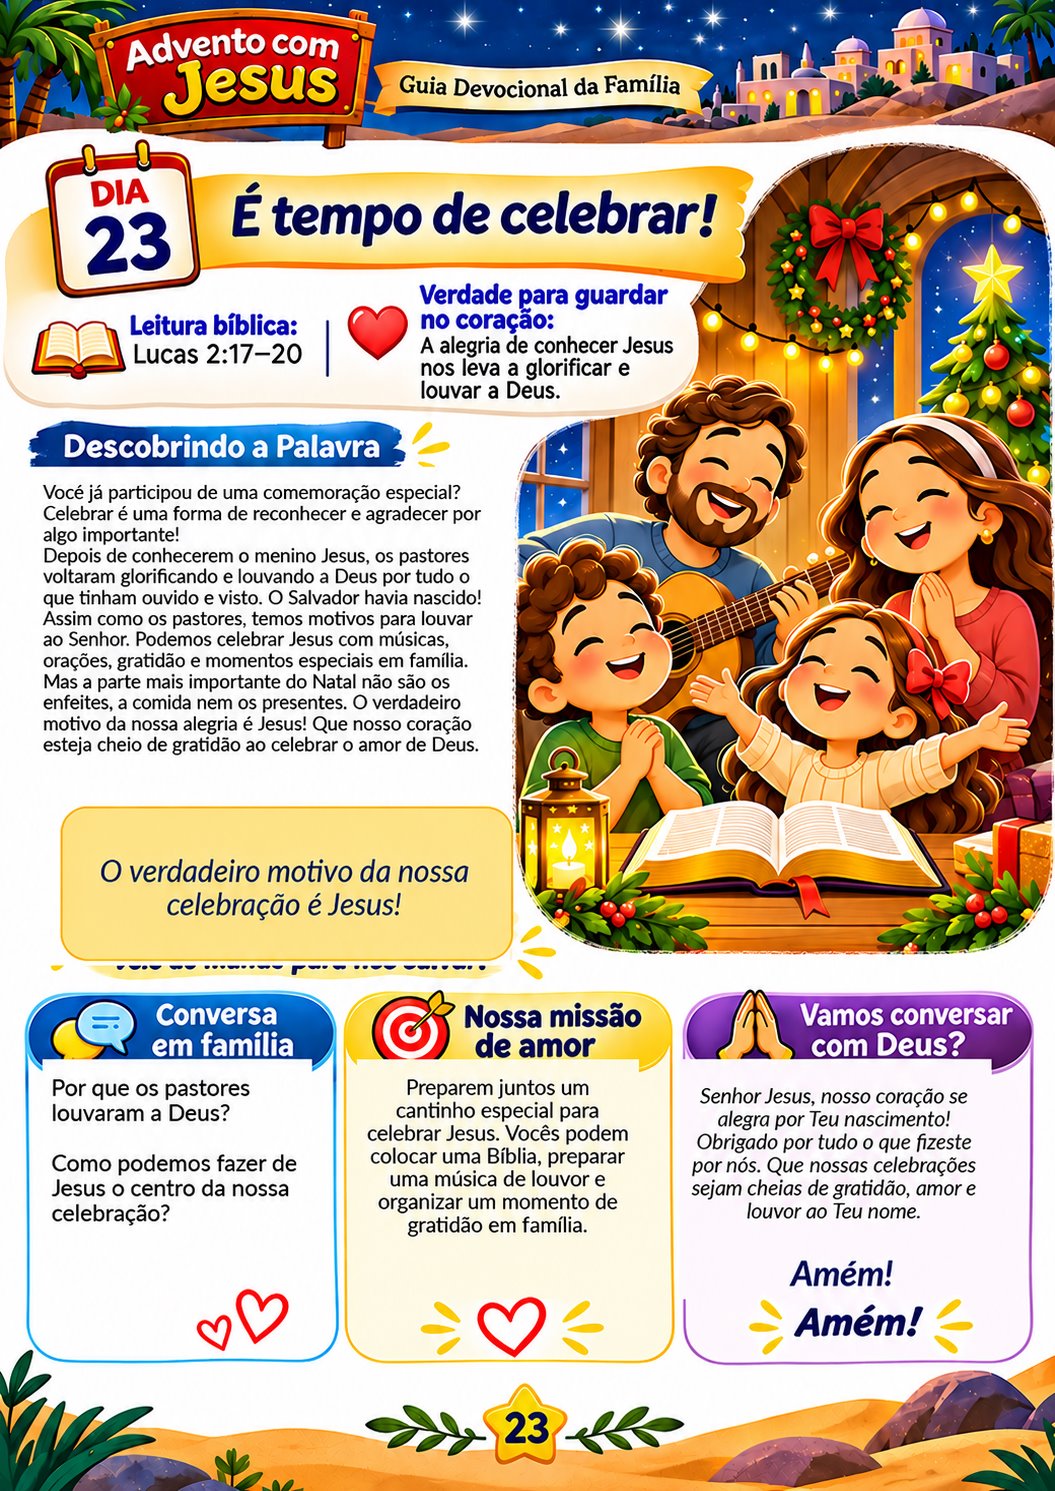 Advento com
Jesus
Guia Devocional da Família
DIA
23
É tempo de celebrar!
Leitura bíblica:
Lucas 2:17–20
Verdade para guardar
no coração:
A alegria de conhecer Jesus
nos leva a glorificar e
louvar a Deus.
Descobrindo a Palavra
Você já participou de uma comemoração especial?
Celebrar é uma forma de reconhecer e agradecer por
algo importante!
Depois de conhecerem o menino Jesus, os pastores
voltaram glorificando e louvando a Deus por tudo o
que tinham ouvido e visto. O Salvador havia nascido!
Assim como os pastores, temos motivos para louvar
ao Senhor. Podemos celebrar Jesus com músicas,
orações, gratidão e momentos especiais em família.
Mas a parte mais importante do Natal não são os
enfeites, a comida nem os presentes. O verdadeiro
motivo da nossa alegria é Jesus! Que nosso coração
esteja cheio de gratidão ao celebrar o amor de Deus.
O verdadeiro motivo da nossa
celebração é Jesus!
Conversa
em família
Por que os pastores
louvaram a Deus?
Como podemos fazer de
Jesus o centro da nossa
celebração?
Nossa missão
de amor
Preparem juntos um
cantinho especial para
celebrar Jesus. Vocês podem
colocar uma Bíblia, preparar
uma música de louvor e
organizar um momento de
gratidão em família.
Vamos conversar
com Deus?
Senhor Jesus, nosso coração se
alegra por Teu nascimento!
Obrigado por tudo o que fizeste
por nós. Que nossas celebrações
sejam cheias de gratidão, amor e
louvor ao Teu nome.
Amém!
Amém!
23